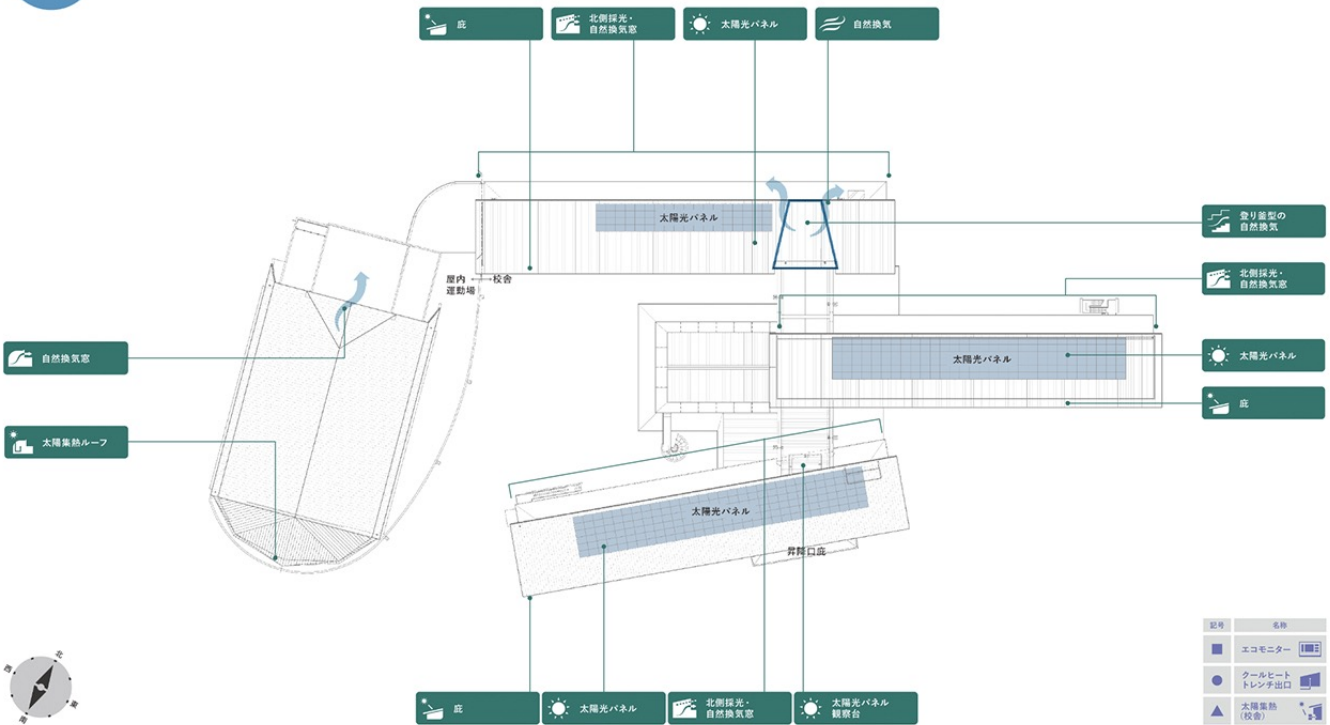 庇
北側採光・
自然換気窓
太陽光パネル
自然換気
太陽光パネル
登り釜型の
自然換気
屋内
運動場
校舎
北側採光・
自然換気窓
自然換気窓
太陽光パネル
太陽光パネル
庇
太陽集熱ルーフ
太陽光パネル
昇降口庇
北
西
東
南
庇
太陽光パネル
北側採光・
自然換気窓
太陽光パネル
観察台
記号
名称
エコモニター
クールヒート
トレンチ出口
太陽集熱
(校舎)